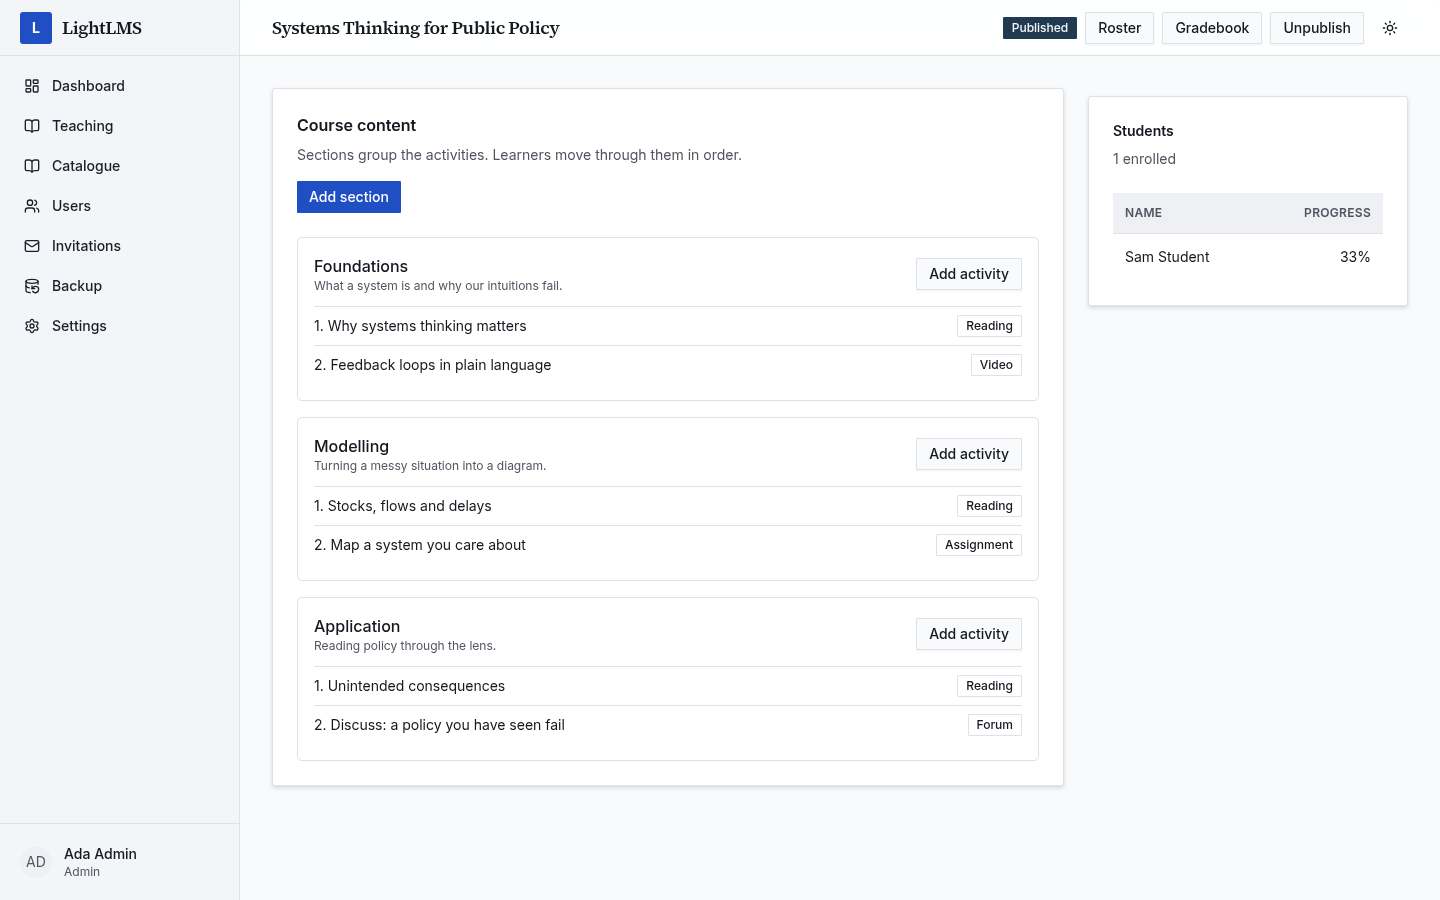 L LightLMS
Systems Thinking for Public Policy
Published
Roster
Gradebook
Unpublish
Dashboard
Teaching
Catalogue
Users
Invitations
Backup
Settings
Course content
Sections group the activities. Learners move through them in order.
Add section
Foundations
What a system is and why our intuitions fail.
Add activity
1. Why systems thinking matters
Reading
2. Feedback loops in plain language
Video
Modelling
Turning a messy situation into a diagram.
Add activity
1. Stocks, flows and delays
Reading
2. Map a system you care about
Assignment
Application
Reading policy through the lens.
Add activity
1. Unintended consequences
Reading
2. Discuss: a policy you have seen fail
Forum
Students
1 enrolled
NAME PROGRESS
Sam Student 33%
AD
Ada Admin
Admin